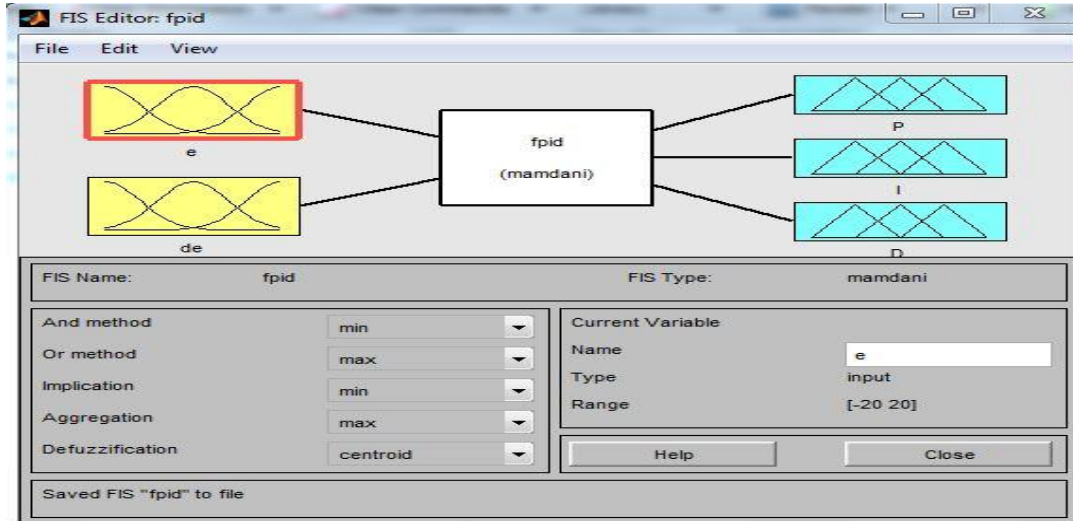 FIS Editor: fpid
File Edit View
e
de
fpid
(mamdani)
P
I
D
FIS Name: fpid FIS Type: mamdani
And method min
Or method max
Implication min
Aggregation max
Defuzzification centroid
Current Variable
Name e
Type input
Range [-20 20]
Help Close
Saved FIS "fpid" to file